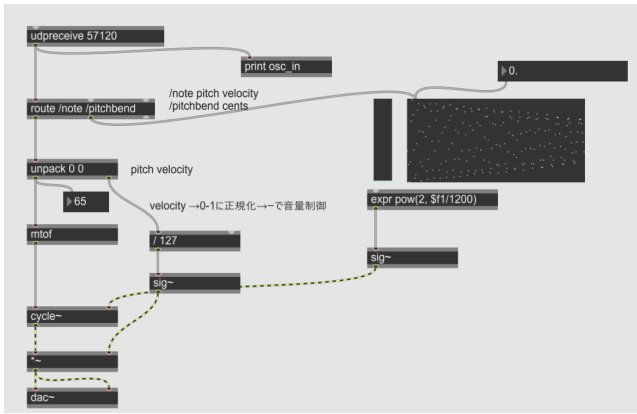 udpreceive 57120
print osc_in
0.
/note pitch velocity
/pitchbend cents
route /note /pitchbend
unpack 0 0
pitch velocity
65
velocity →0-1に正規化→~で音量制御
expr pow(2, $f1/1200)
mtof
/ 127
sig~
sig~
cycle~
*~
dac~